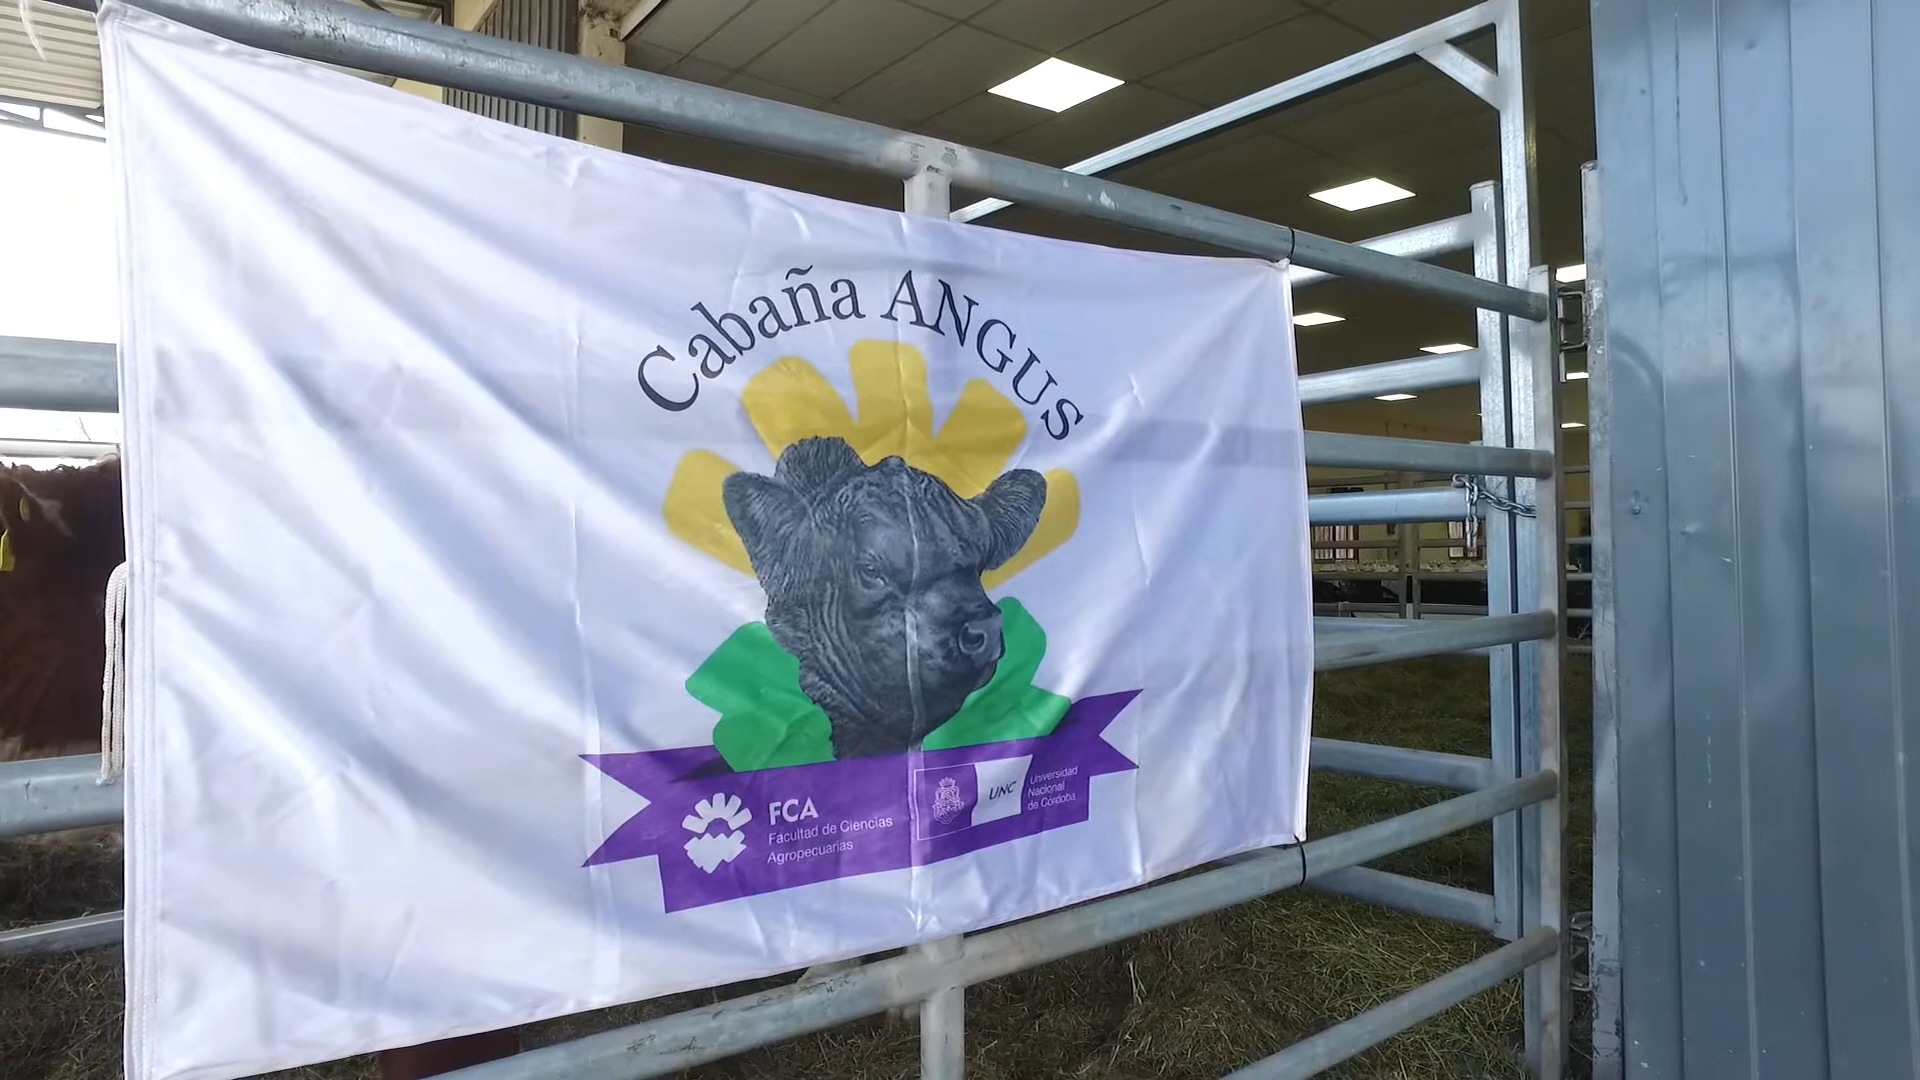 Cabaña ANGUS
FCA
Facultad de Ciencias
Agropecuarias
UNC
Universidad
Nacional
de Córdoba